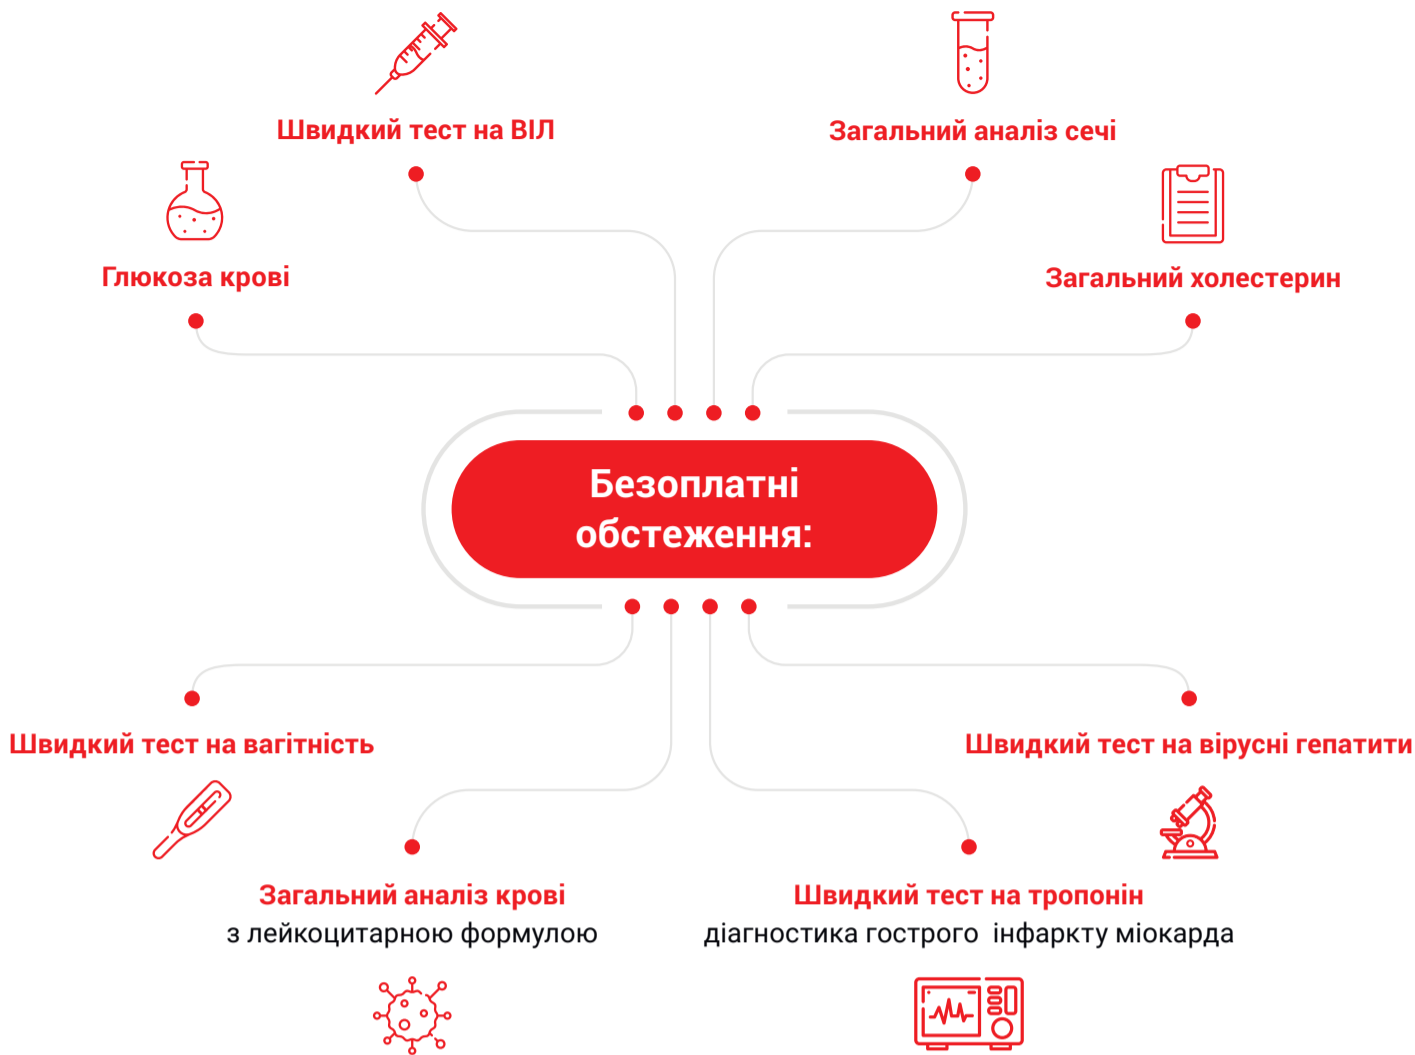 Швидкий тест на ВІЛ
Загальний аналіз сечі
Глюкоза крові
Загальний холестерин
Безоплатні
обстеження:
Швидкий тест на вагітність
Швидкий тест на вірусні гепатити
Загальний аналіз крові
з лейкоцитарною формулою
Швидкий тест на тропонін
діагностика гострого інфаркту міокарда